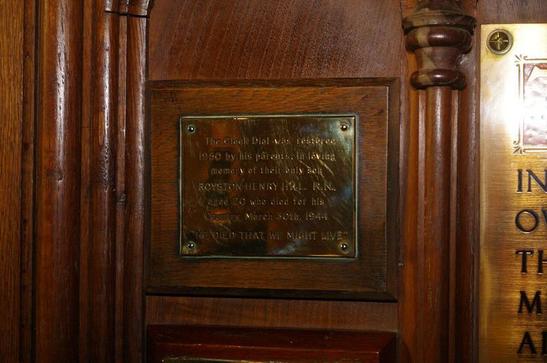 The Clock Dial was restored
1950 by his parents, in loving
memory of their only Son
ROYSTON HENRY HILL. R.N.
aged 20 who died for his
Country, March 30th, 1944
"HE DIED THAT WE MIGHT LIVE"
IN
OV
TH
M
AI